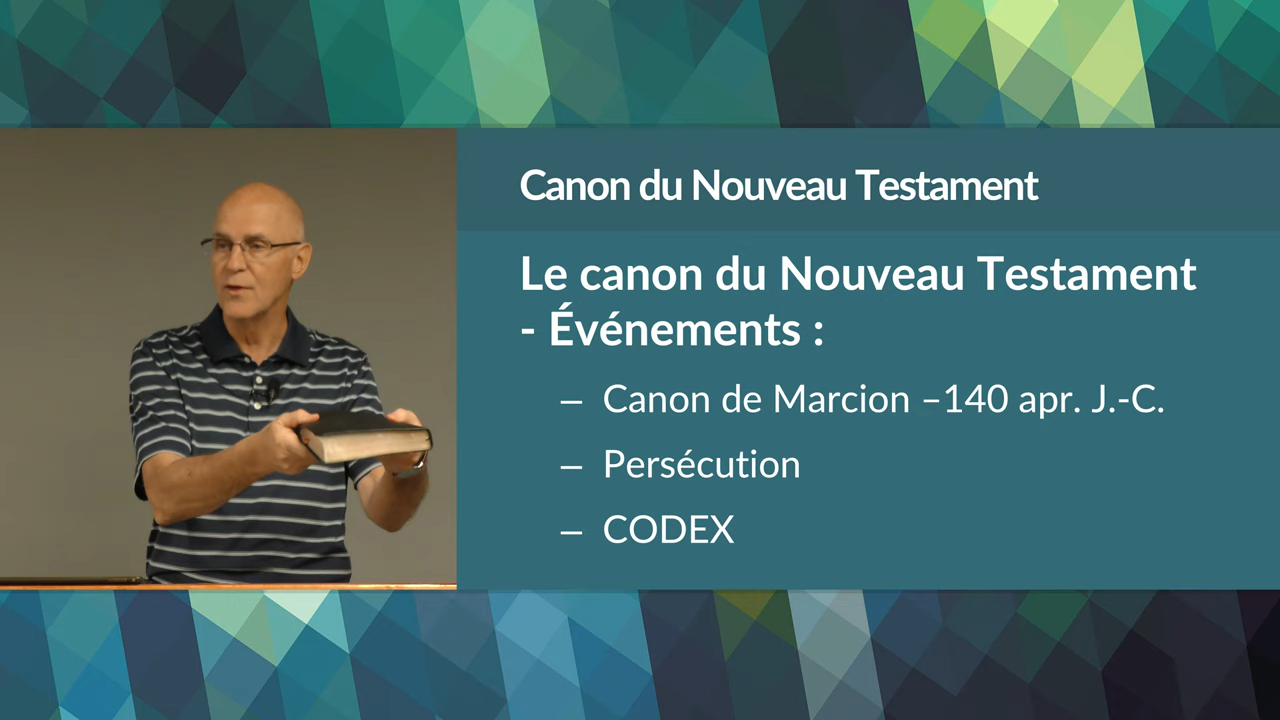 Canon du Nouveau Testament
Le canon du Nouveau Testament
- Événements :
– Canon de Marcion –140 apr. J.-C.
– Persécution
– CODEX